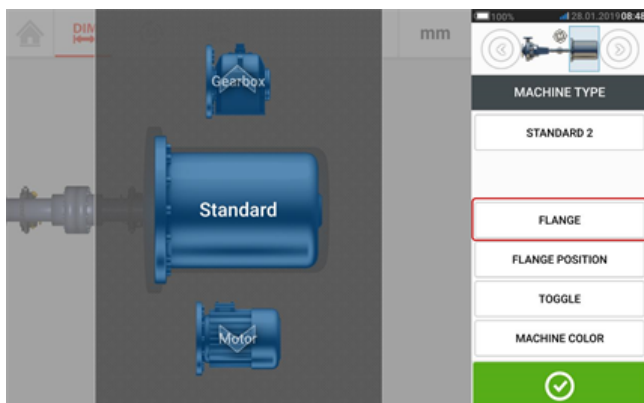 100% 28.01.2019 08:48
DIM
mm
Gearbox
Standard
Motor
MACHINE TYPE
STANDARD 2
FLANGE
FLANGE POSITION
TOGGLE
MACHINE COLOR